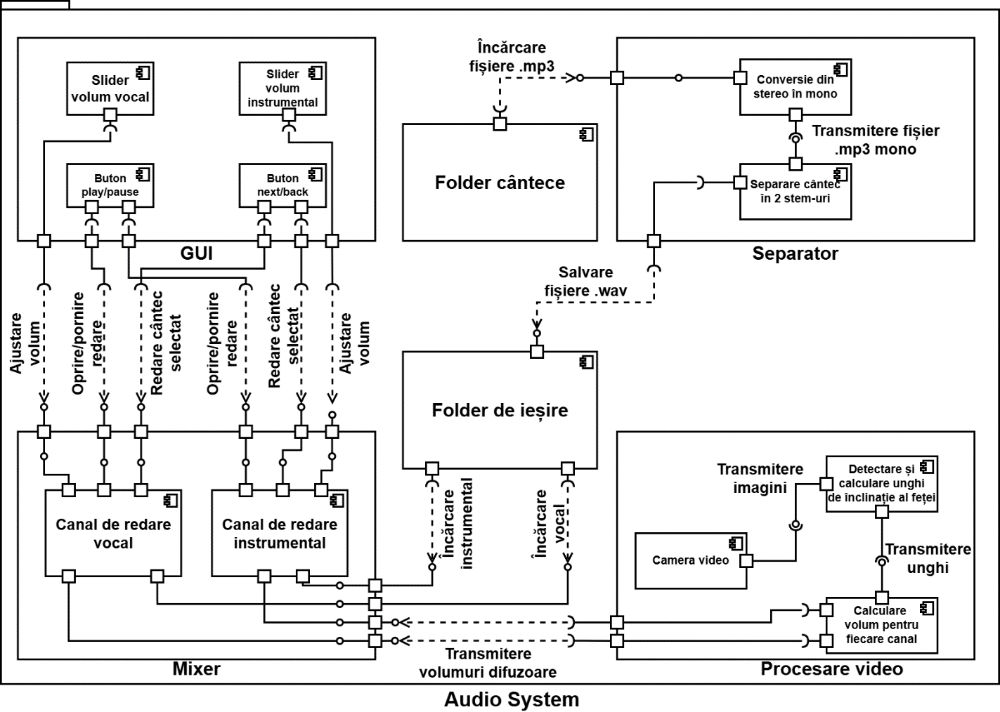 Slider
volum vocal
Slider
volum
instrumental
Buton
play/pause
Buton
next/back
GUI
Încărcare
fișiere .mp3
Folder cântece
Conversie din
stereo în mono
Transmitere fișier
.mp3 mono
Separare cântec
în 2 stem-uri
Separator
Salvare
fișiere .wav
Ajustare
volum
Oprire/pornire
redare
Redare cântec
selectat
Oprire/pornire
redare
Redare cântec
selectat
Ajustare
volum
Folder de ieșire
Încărcare
instrumental
Încărcare
vocal
Canal de redare
vocal
Canal de redare
instrumental
Mixer
Transmitere
imagini
Detectare și
calculare unghi
de înclinație al feței
Camera video
Transmitere
unghi
Calculare
volum pentru
fiecare canal
Transmitere
volumuri difuzoare
Procesare video
Audio System